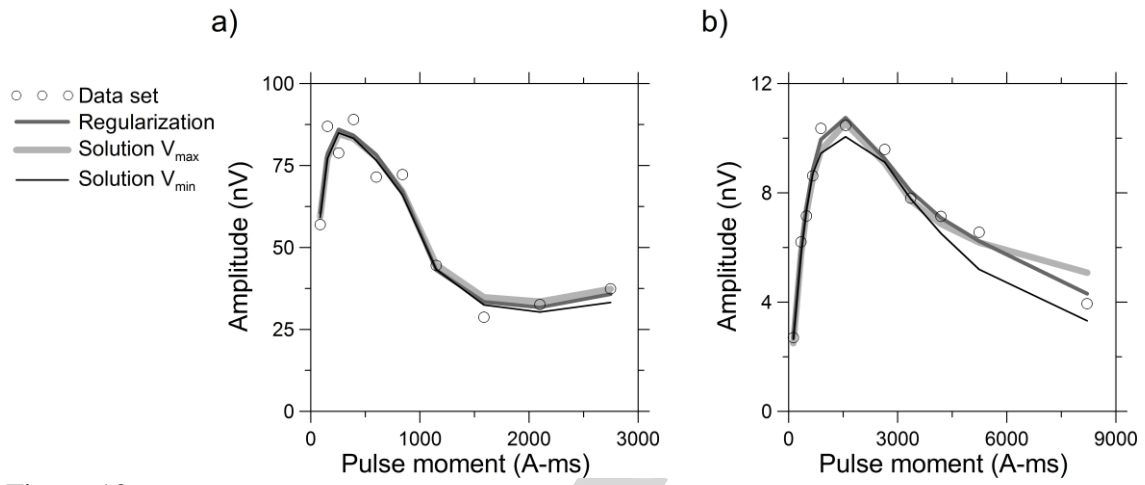 a)
b)
Data set
Regularization
Solution Vmax
Solution Vmin
100
75
50
25
0
Amplitude (nV)
0 1000 2000 3000
Pulse moment (A-ms)
12
8
4
0
Amplitude (nV)
0 3000 6000 9000
Pulse moment (A-ms)